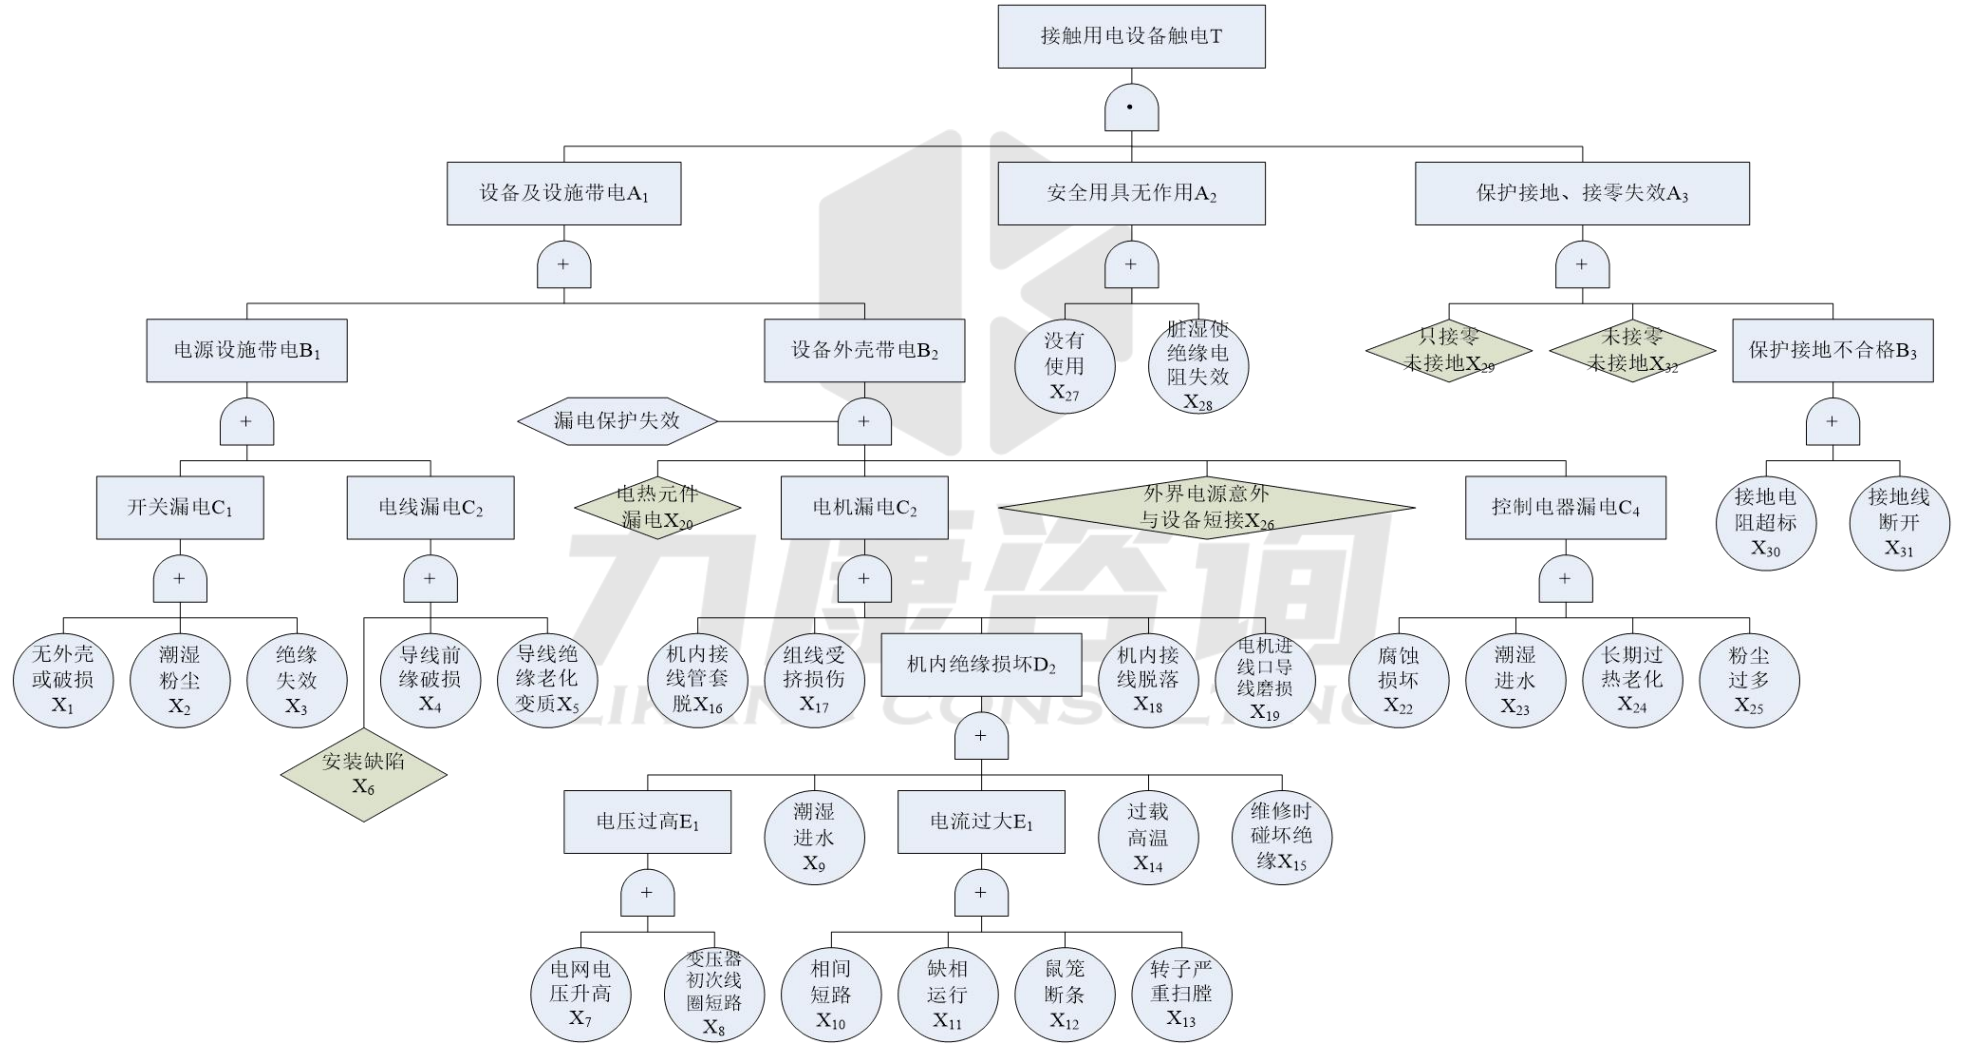 接触用电设备触电T
•
设备及设施带电A₁
安全用具无作用A₂
保护接地、接零失效A₃
+
+
+
电源设施带电B₁
设备外壳带电B₂
没有
使用
X₂₇
脏湿使
绝缘电
阻失效
X₂₈
只接零
未接地X₂₉
未接零
未接地X₃₂
保护接地不合格B₃
+
漏电保护失效
+
+
开关漏电C₁
电线漏电C₂
电热元件
漏电X₂₀
电机漏电C₂
外界电源意外
与设备短接X₂₆
控制电器漏电C₄
接地电
阻超标
X₃₀
接地线
断开
X₃₁
+
+
+
+
无外壳
或破损
X₁
潮湿
粉尘
X₂
绝缘
失效
X₃
导线前
缘破损
X₄
导线绝
缘老化
变质X₅
机内接
线管套
脱X₁₆
组线受
挤损伤
X₁₇
机内绝缘损坏D₂
机内接
线脱落
X₁₈
电机进
线口导
线磨损
X₁₉
腐蚀
损坏
X₂₂
潮湿
进水
X₂₃
长期过
热老化
X₂₄
粉尘
过多
X₂₅
安装缺陷
X₆
+
电压过高E₁
潮湿
进水
X₉
电流过大E₁
过载
高温
X₁₄
维修时
碰坏绝
缘X₁₅
+
+
电网电
压升高
X₇
变压器
初次线
圈短路
X₈
相间
短路
X₁₀
缺相
运行
X₁₁
鼠笼
断条
X₁₂
转子严
重扫膛
X₁₃
力康咨询
LIHANG CONSULTING